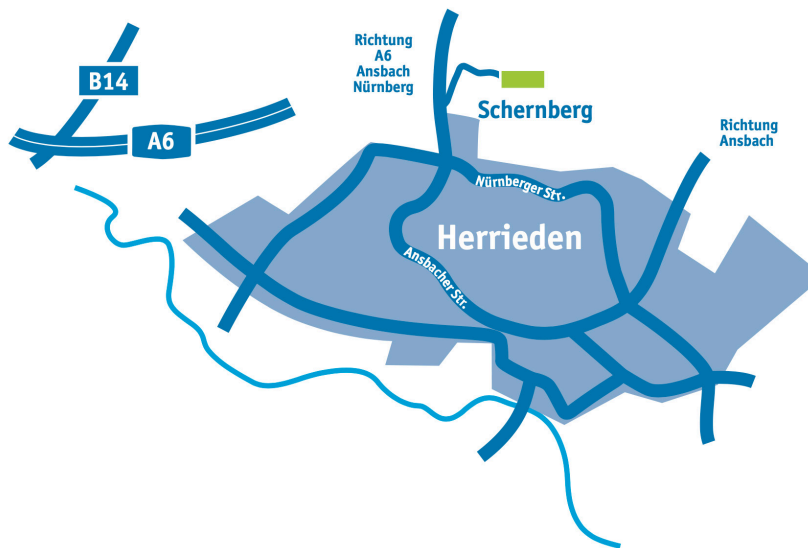 Richtung
A6
Ansbach
Nürnberg
B14
A6
Schernberg
Richtung
Ansbach
Nürnberger Str.
Herrieden
Ansbacher Str.